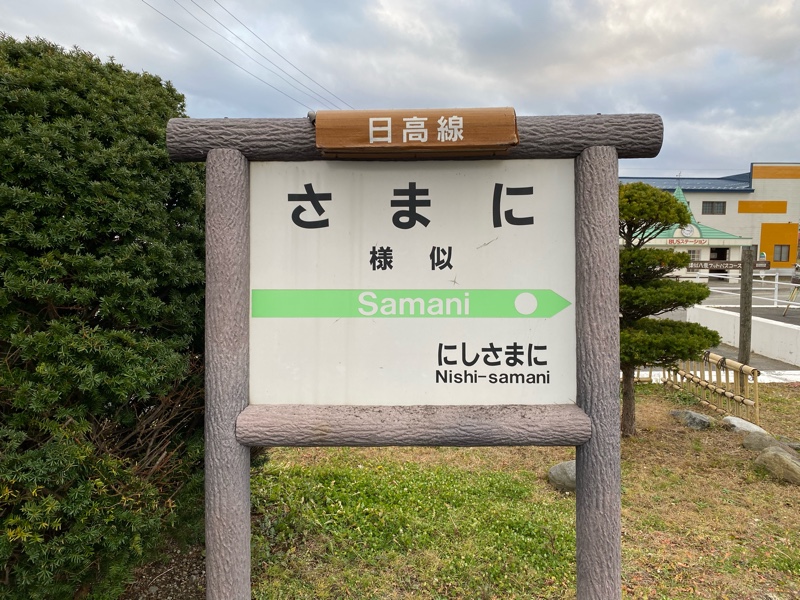 日高線
さまに
様似
Samani
にしさまに
Nishi-samani